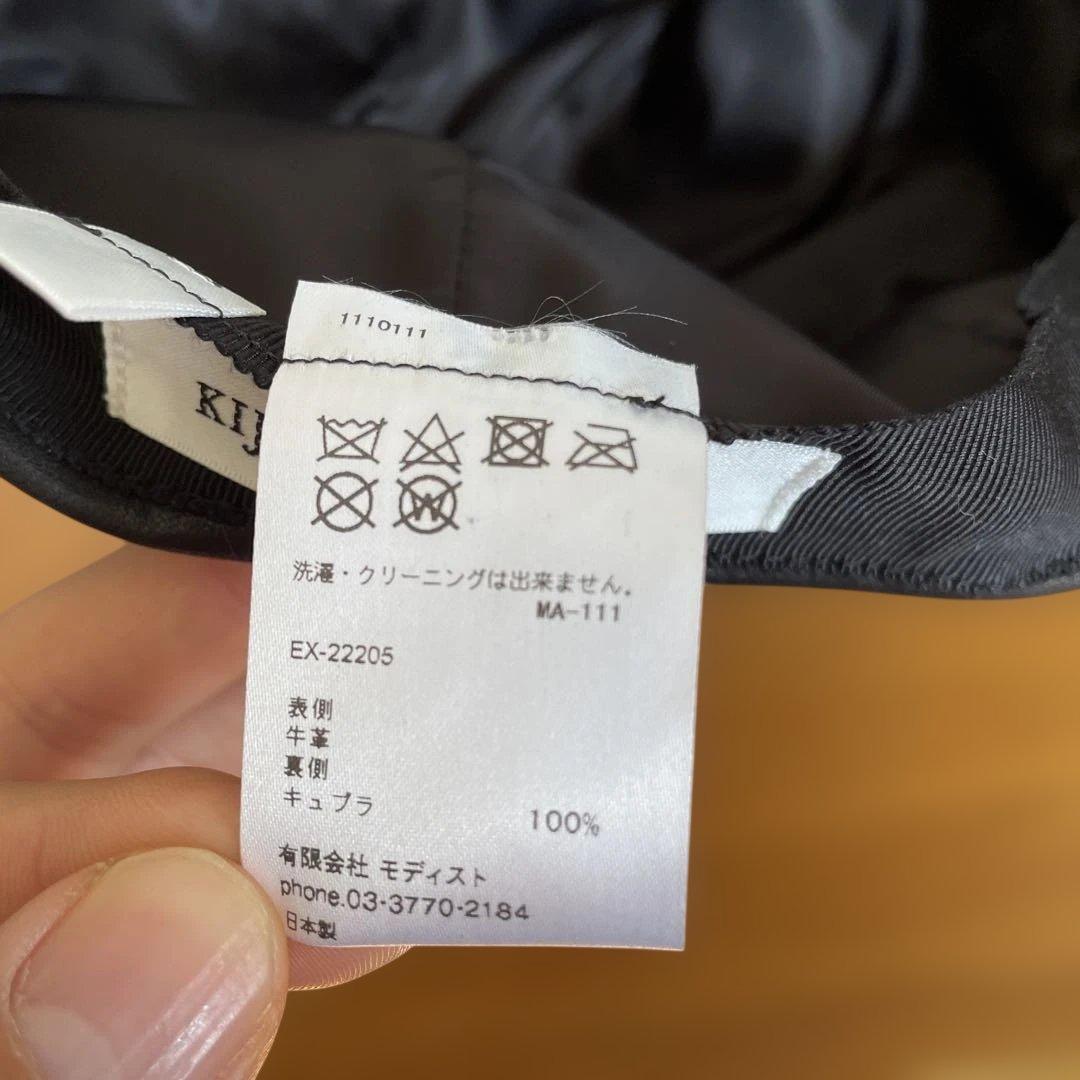 1110111
KIJ
W
洗濯・クリーニングは出来ません。
MA-111
EX-22205
表側
牛革
裏側
キュプラ 100%
有限会社 モディスト
phone.03-3770-2184
日本製